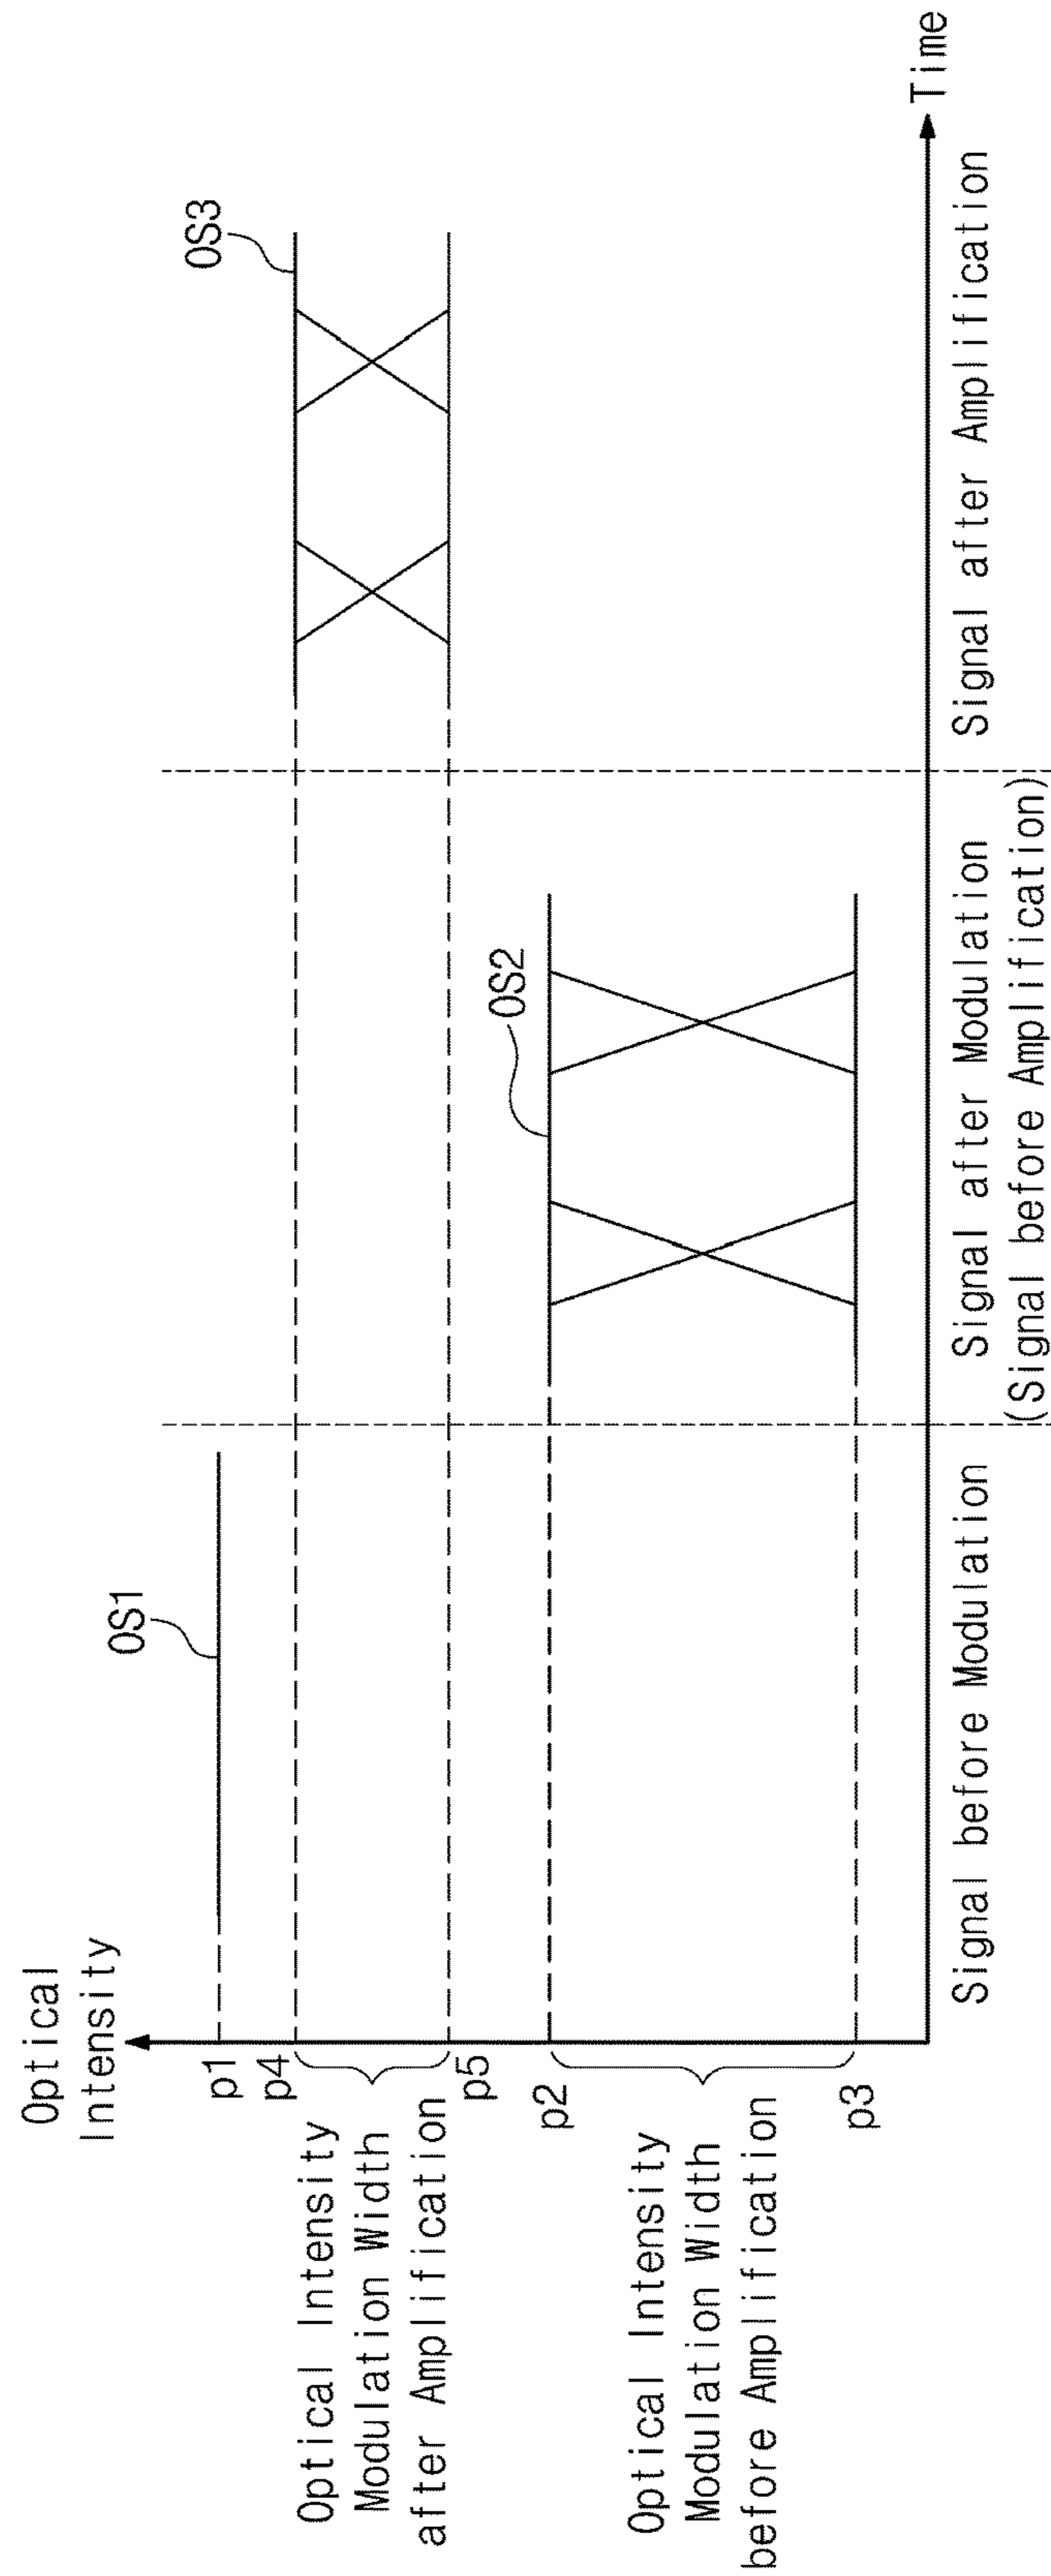 Optical
Intensity
OS1
p1
p4
Optical Intensity
Modulation Width
after Amplification
p5
p2
Optical Intensity
Modulation Width
before Amplification
p3
OS2
OS3
Time
Signal before Modulation
Signal after Modulation
(Signal before Amplification)
Signal after Amplification